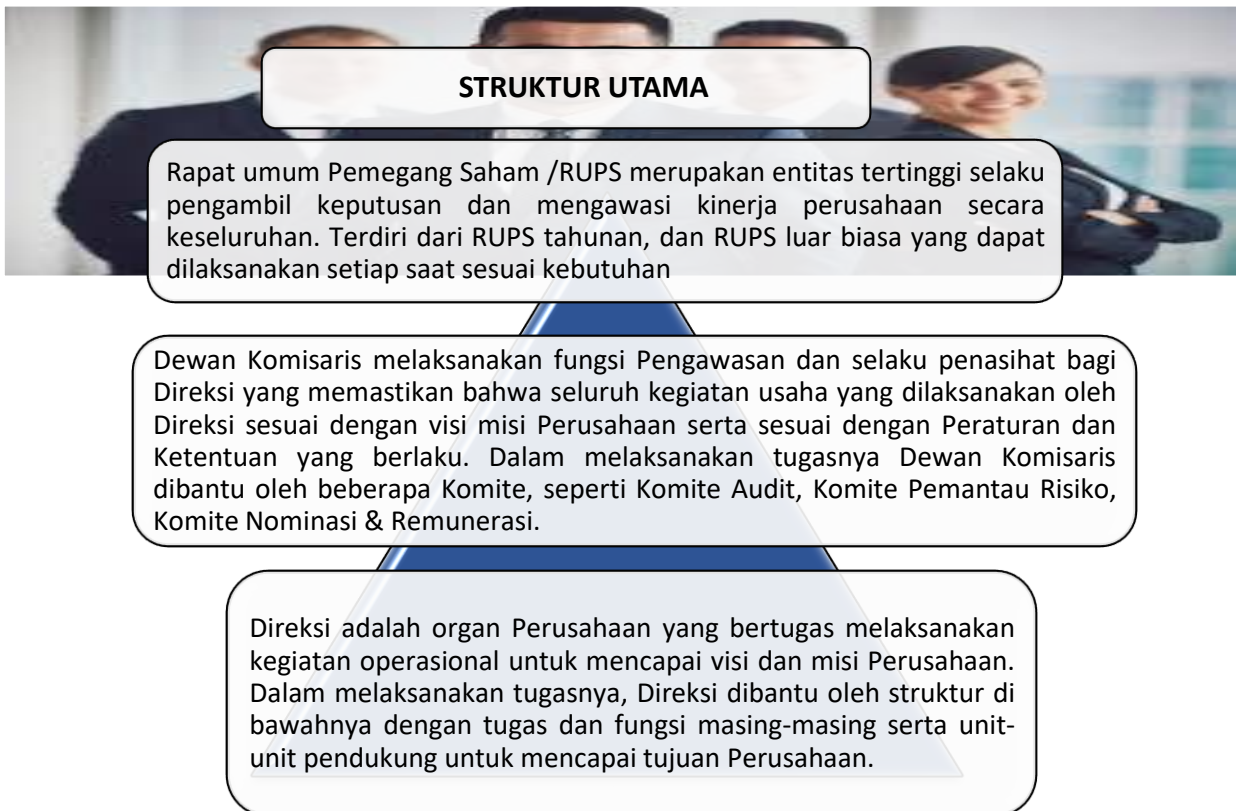 STRUKTUR UTAMA
Rapat umum Pemegang Saham /RUPS merupakan entitas tertinggi selaku
pengambil keputusan dan mengawasi kinerja perusahaan secara
keseluruhan. Terdiri dari RUPS tahunan, dan RUPS luar biasa yang dapat
dilaksanakan setiap saat sesuai kebutuhan
Dewan Komisaris melaksanakan fungsi Pengawasan dan selaku penasihat bagi
Direksi yang memastikan bahwa seluruh kegiatan usaha yang dilaksanakan oleh
Direksi sesuai dengan visi misi Perusahaan serta sesuai dengan Peraturan dan
Ketentuan yang berlaku. Dalam melaksanakan tugasnya Dewan Komisaris
dibantu oleh beberapa Komite, seperti Komite Audit, Komite Pemantau Risiko,
Komite Nominasi & Remunerasi.
Direksi adalah organ Perusahaan yang bertugas melaksanakan
kegiatan operasional untuk mencapai visi dan misi Perusahaan.
Dalam melaksanakan tugasnya, Direksi dibantu oleh struktur di
bawahnya dengan tugas dan fungsi masing-masing serta unit-
unit pendukung untuk mencapai tujuan Perusahaan.